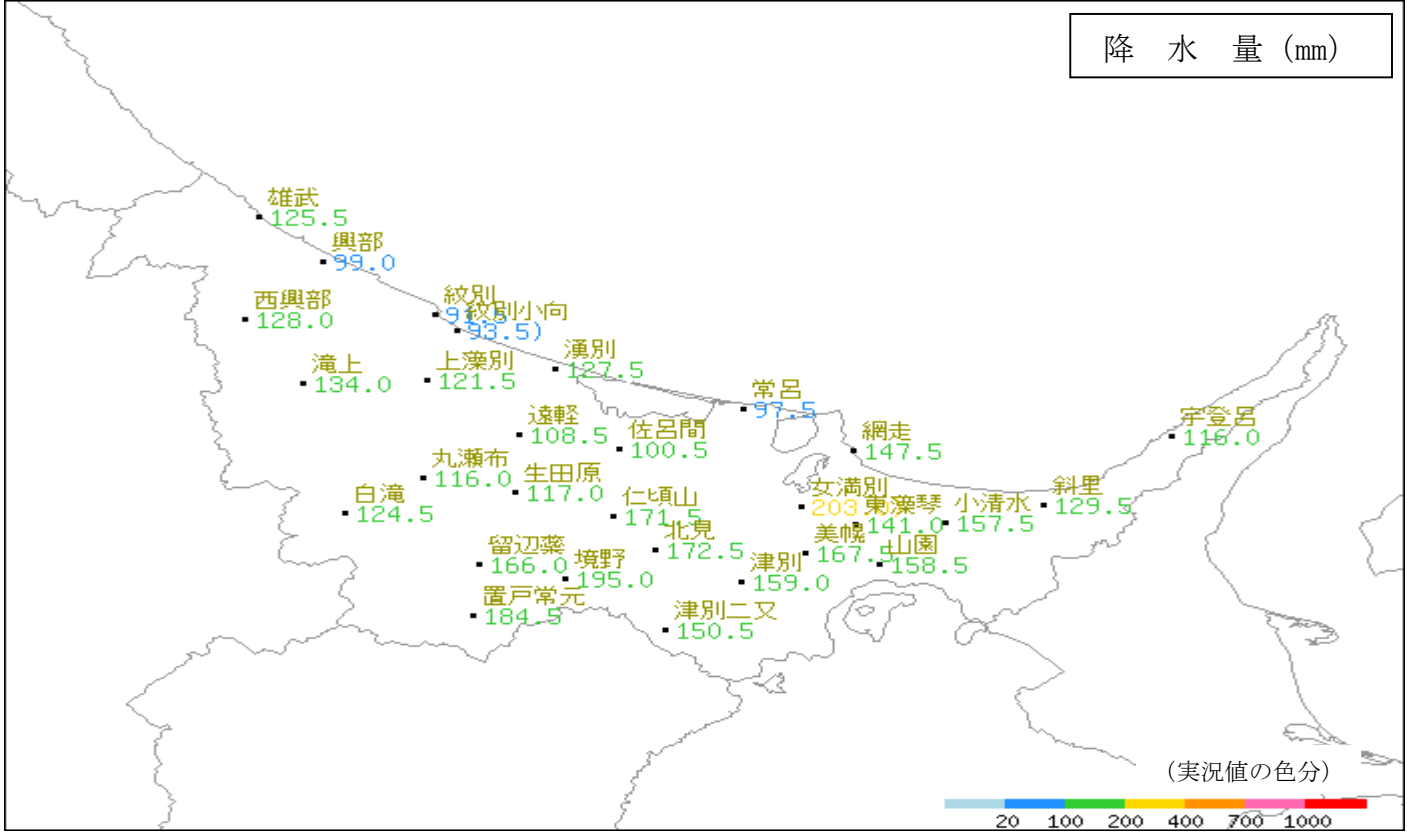 降 水 量 (mm)
雄武
125.5
興部
99.0
西興部
128.0
紋別
91.5
紋別小向
93.5)
滝上
134.0
上藻別
121.5
湧別
127.5
常呂
97.5
遠軽
108.5
佐呂間
100.5
網走
147.5
宇登呂
116.0
丸瀬布
116.0
生田原
117.0
白滝
124.5
仁頃山
171.5
女満別
203.0
東藻琴
141.0
小清水
157.5
斜里
129.5
北見
172.5
美幌
167.5
山園
158.5
留辺蘂
166.0
境野
195.0
津別
159.0
置戸常元
184.5
津別二又
150.5
(実況値の色分)
20 100 200 400 700 1000